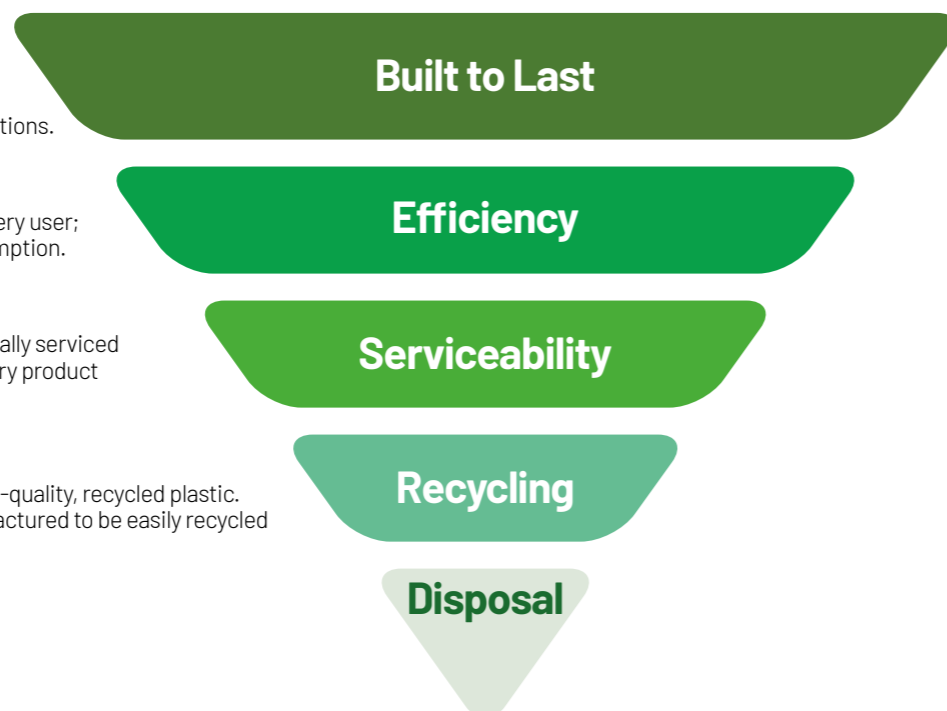 Built to Last
tions.
Efficiency
ery user;
mption.
ally serviced
Serviceability
ry product
Recycling
-quality, recycled plastic.
actured to be easily recycled
Disposal